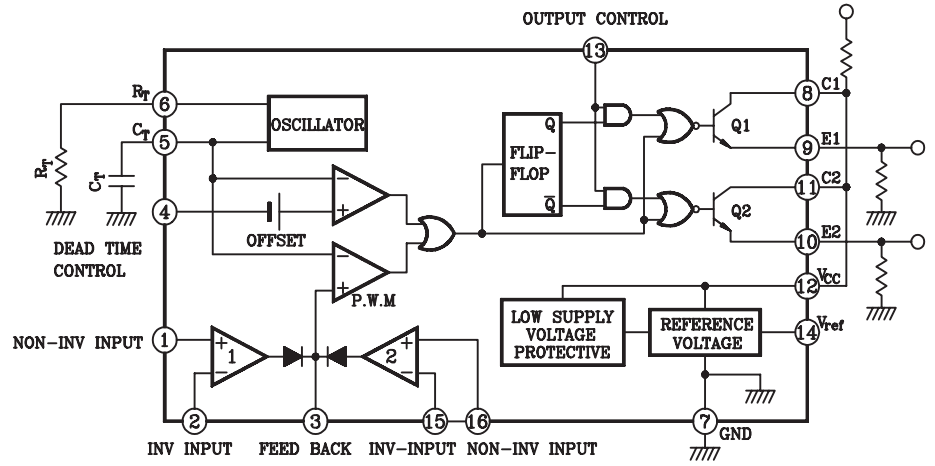 OUTPUT CONTROL
13
RT
6
OSCILLATOR
CT
5
RT
CT
4
OFFSET
DEAD TIME
CONTROL
−
+
−
+
P.W.M
FLIP-
FLOP
Q
Q̅
Q1
Q2
8
C1
9
E1
11
C2
10
E2
12
VCC
14
Vref
LOW SUPPLY
VOLTAGE
PROTECTIVE
REFERENCE
VOLTAGE
NON-INV INPUT
1
+
−
1
2
+
−
2
3
15
16
7
GND
INV INPUT
FEED BACK
INV-INPUT
NON-INV INPUT